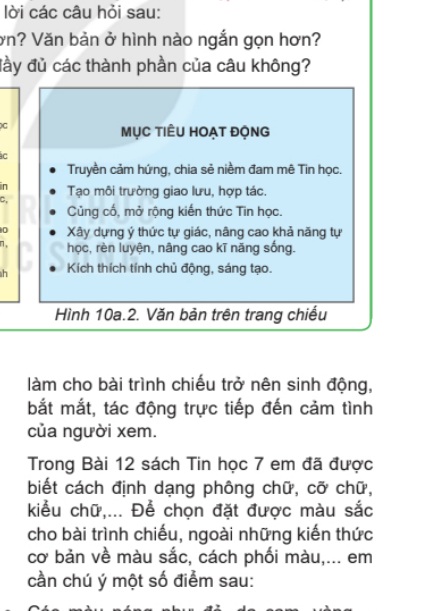 lời các câu hỏi sau:
ơn? Văn bản ở hình nào ngắn gọn hơn?
đầy đủ các thành phần của câu không?
MỤC TIÊU HOẠT ĐỘNG
• Truyền cảm hứng, chia sẻ niềm đam mê Tin học.
• Tạo môi trường giao lưu, hợp tác.
• Củng cố, mở rộng kiến thức Tin học.
• Xây dựng ý thức tự giác, nâng cao khả năng tự
học, rèn luyện, nâng cao kĩ năng sống.
• Kích thích tính chủ động, sáng tạo.
Hình 10a.2. Văn bản trên trang chiếu
làm cho bài trình chiếu trở nên sinh động,
bắt mắt, tác động trực tiếp đến cảm tình
của người xem.
Trong Bài 12 sách Tin học 7 em đã được
biết cách định dạng phông chữ, cỡ chữ,
kiểu chữ,... Để chọn đặt được màu sắc
cho bài trình chiếu, ngoài những kiến thức
cơ bản về màu sắc, cách phối màu,... em
cần chú ý một số điểm sau: